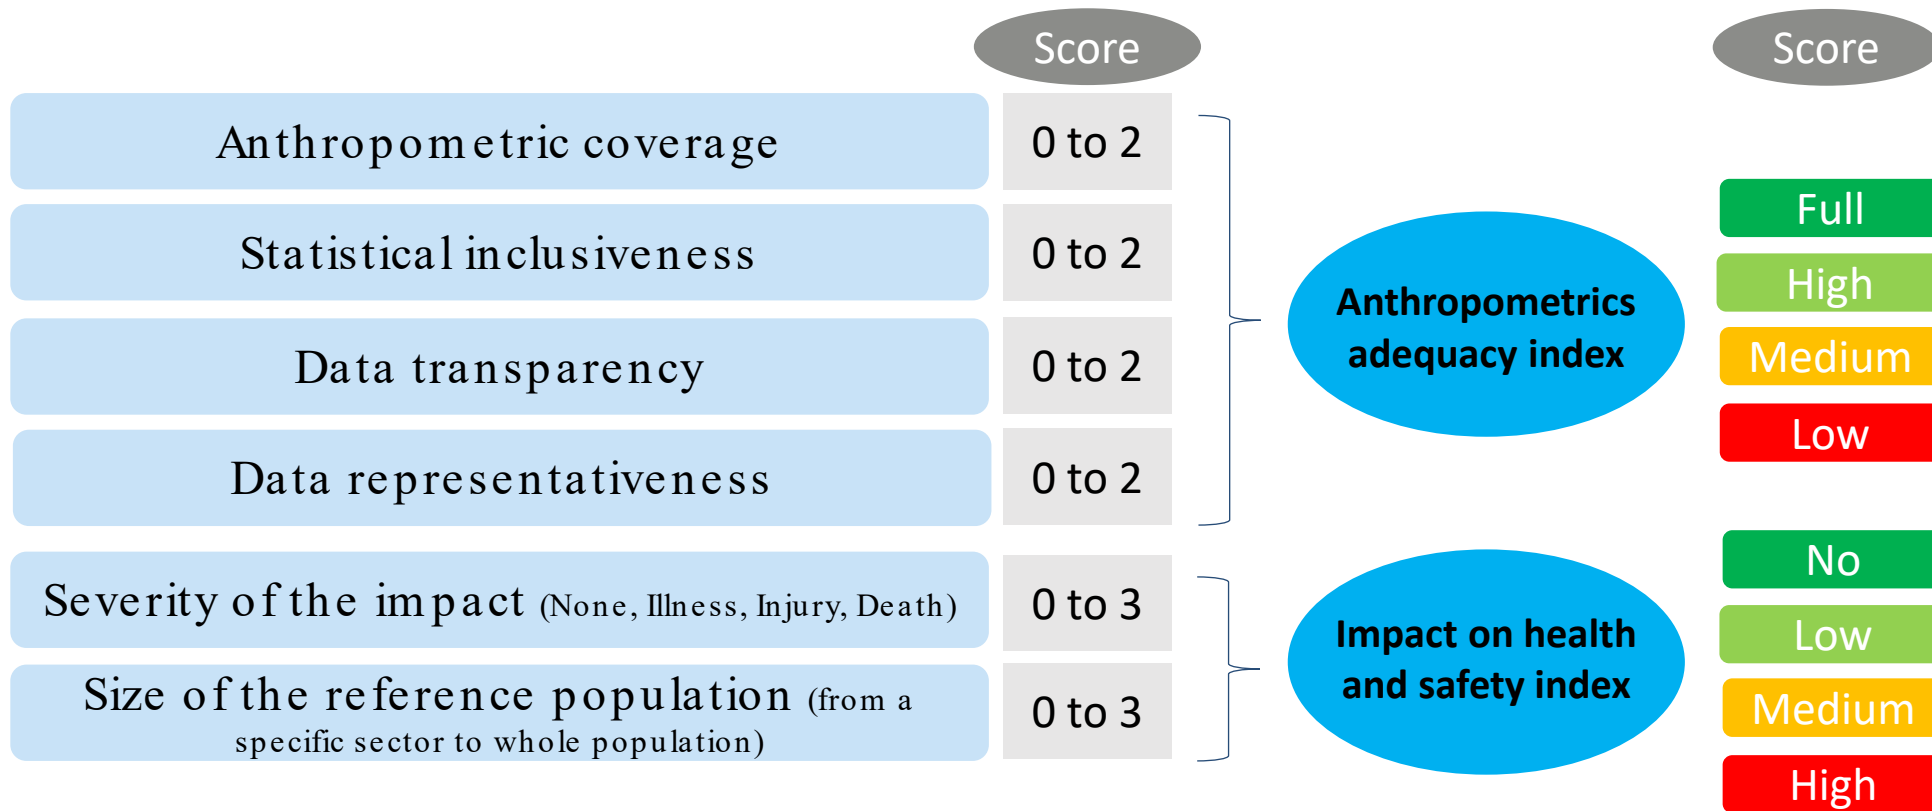 Score
Score
Anthropometric coverage
0 to 2
Statistical inclusiveness
0 to 2
Data transparency
0 to 2
Data representativeness
0 to 2
Anthropometrics
adequacy index
Full
High
Medium
Low
Severity of the impact (None, Illness, Injury, Death)
0 to 3
Size of the reference population (from a
specific sector to whole population)
0 to 3
Impact on health
and safety index
No
Low
Medium
High